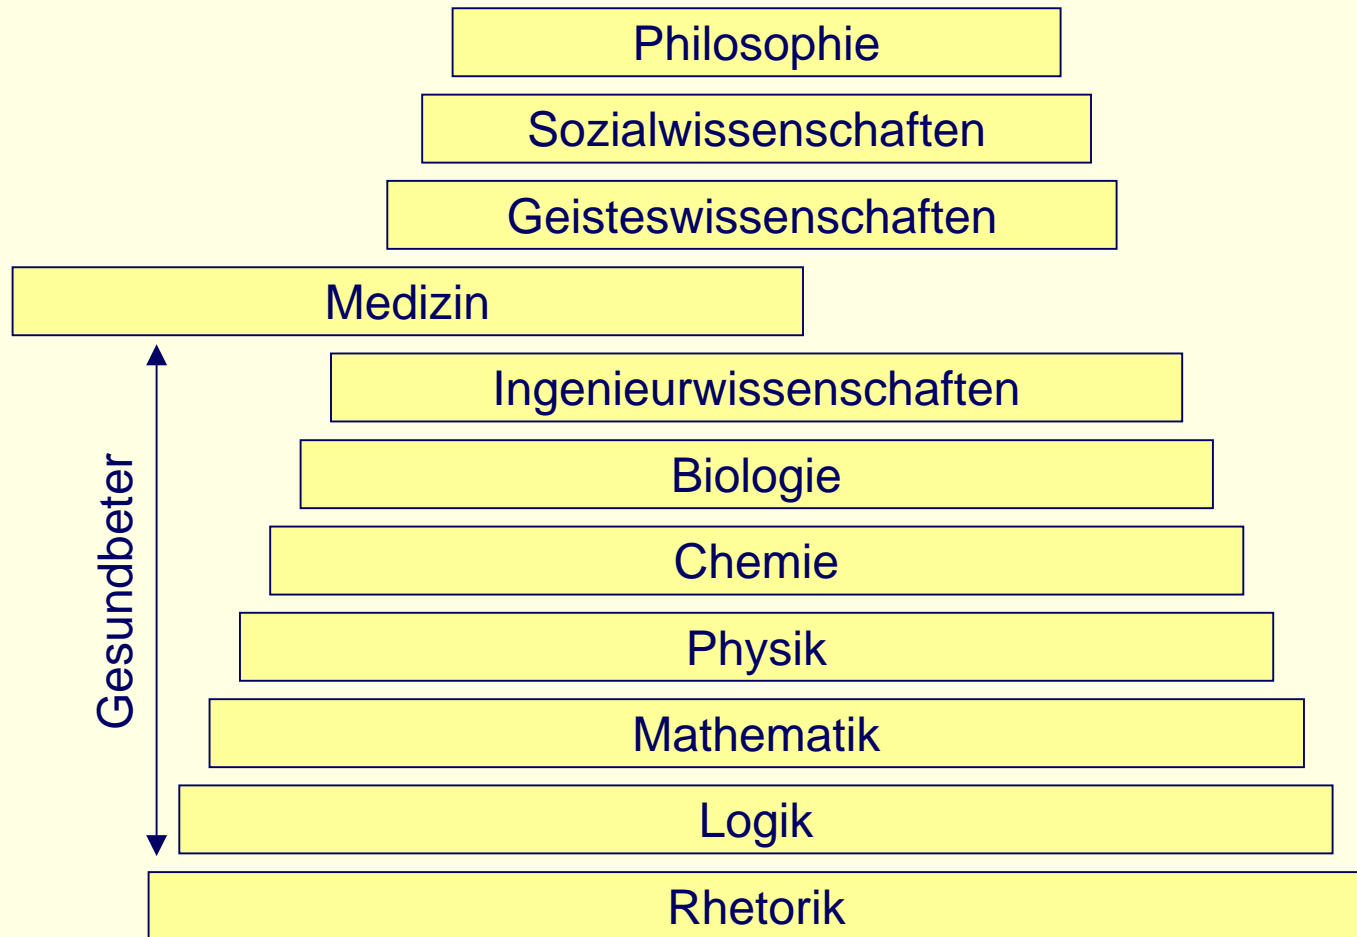 Philosophie
Sozialwissenschaften
Geisteswissenschaften
Medizin
Ingenieurwissenschaften
Biologie
Gesundbeter
Chemie
Physik
Mathematik
Logik
Rhetorik